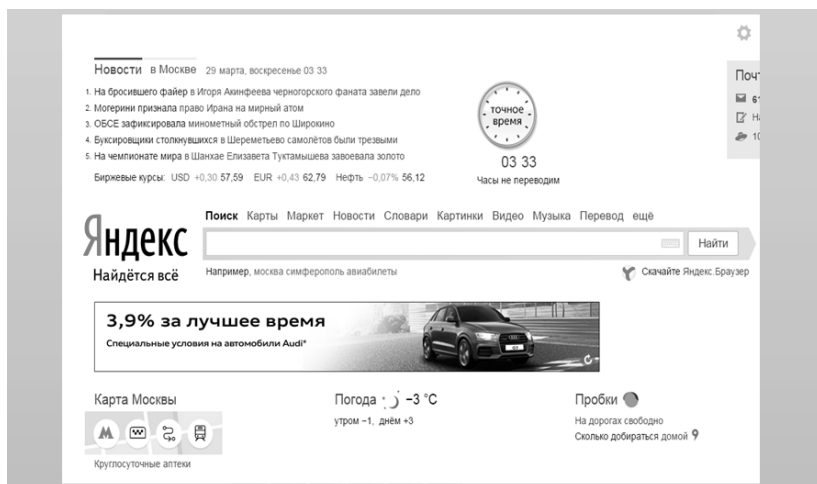 Новости в Москве 29 марта, воскресенье 03 33
1. На бросившего файер в Игоря Акинфеева черногорского фаната завели дело
2. Могерини признала право Ирана на мирный атом
3. ОБСЕ зафиксировала минометный обстрел по Широкино
4. Буксировщики столкнувшихся в Шереметьево самолётов были трезвыми
5. На чемпионате мира в Шанхае Елизавета Туктамышева завоевала золото
Биржевые курсы: USD +0,30 57,59 EUR +0,43 62,79 Нефть −0,07% 56,12
точное
время
03 33
Часы не переводим
Поч
6
Н
10
Поиск Карты Маркет Новости Словари Картинки Видео Музыка Перевод ещё
Яндекс
Найти
Найдётся всё
Например, москва симферополь авиабилеты
Скачайте Яндекс.Браузер
3,9% за лучшее время
Специальные условия на автомобили Audi*
Карта Москвы
Круглосуточные аптеки
Погода −3 °C
утром −1, днём +3
Пробки
На дорогах свободно
Сколько добираться домой